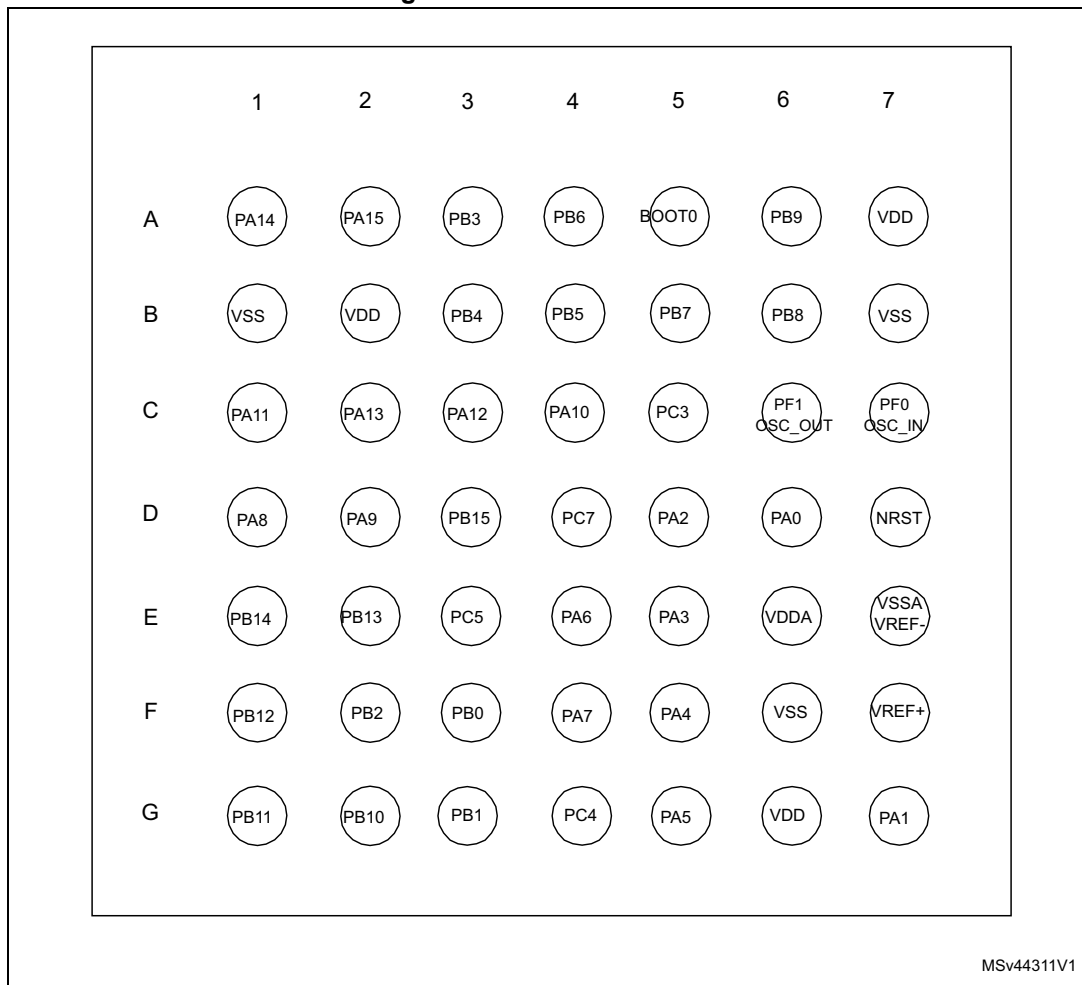 1 2 3 4 5 6 7
A PA14 PA15 PB3 PB6 BOOT0 PB9 VDD
B VSS VDD PB4 PB5 PB7 PB8 VSS
C PA11 PA13 PA12 PA10 PC3 PF1 OSC_OUT PF0 OSC_IN
D PA8 PA9 PB15 PC7 PA2 PA0 NRST
E PB14 PB13 PC5 PA6 PA3 VDDA VSSA VREF-
F PB12 PB2 PB0 PA7 PA4 VSS VREF+
G PB11 PB10 PB1 PC4 PA5 VDD PA1
MSv44311V1